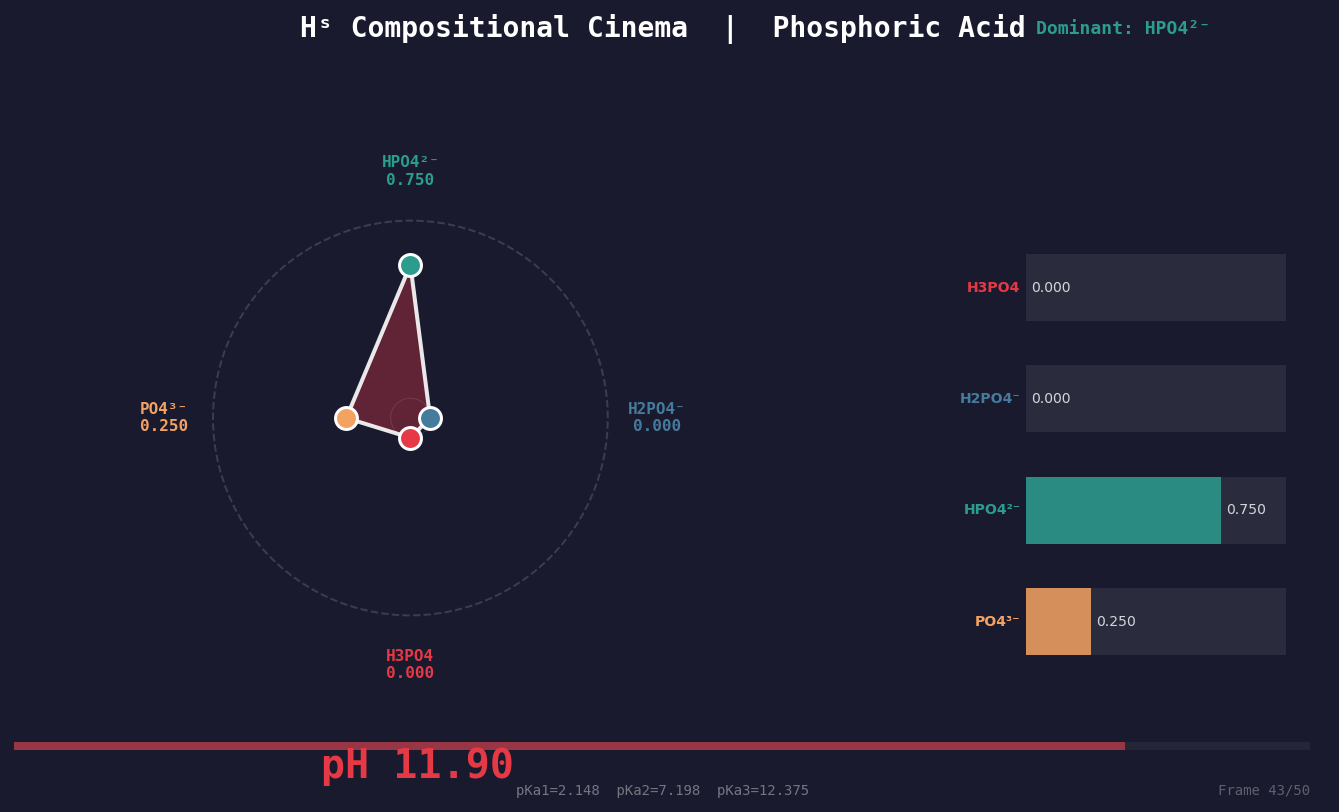 Hˢ Compositional Cinema | Phosphoric Acid
Dominant: HPO4²⁻
HPO4²⁻
0.750
PO4³⁻
0.250
H2PO4⁻
0.000
H3PO4
0.000
H3PO4 0.000
H2PO4⁻ 0.000
HPO4²⁻ 0.750
PO4³⁻ 0.250
pH 11.90
pKa1=2.148 pKa2=7.198 pKa3=12.375
Frame 43/50